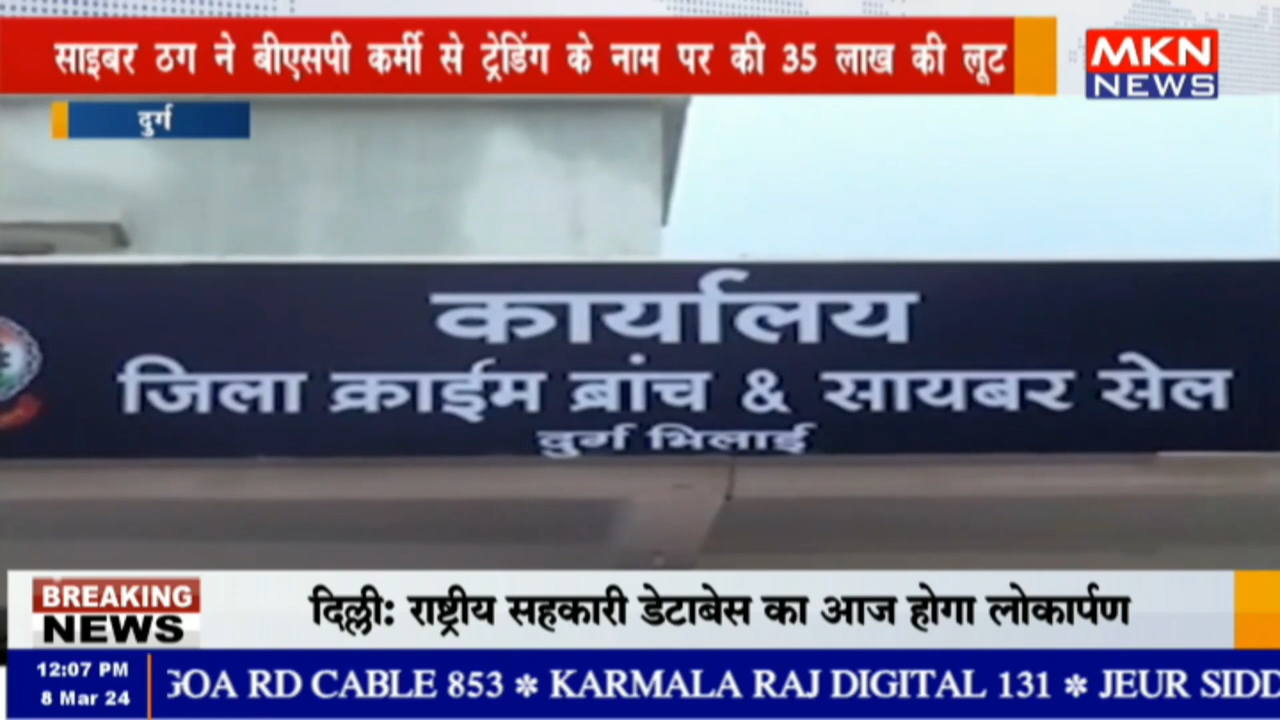 साइबर ठग ने बीएसपी कर्मी से ट्रेडिंग के नाम पर की 35 लाख की लूट
MKN
NEWS
दुर्ग
कार्यालय
जिला क्राईम ब्रांच & सायबर सेल
दुर्ग भिलाई
BREAKING
NEWS
दिल्ली: राष्ट्रीय सहकारी डेटाबेस का आज होगा लोकार्पण
12:07 PM
8 Mar 24
GOA RD CABLE 853 * KARMALA RAJ DIGITAL 131 * JEUR SIDD